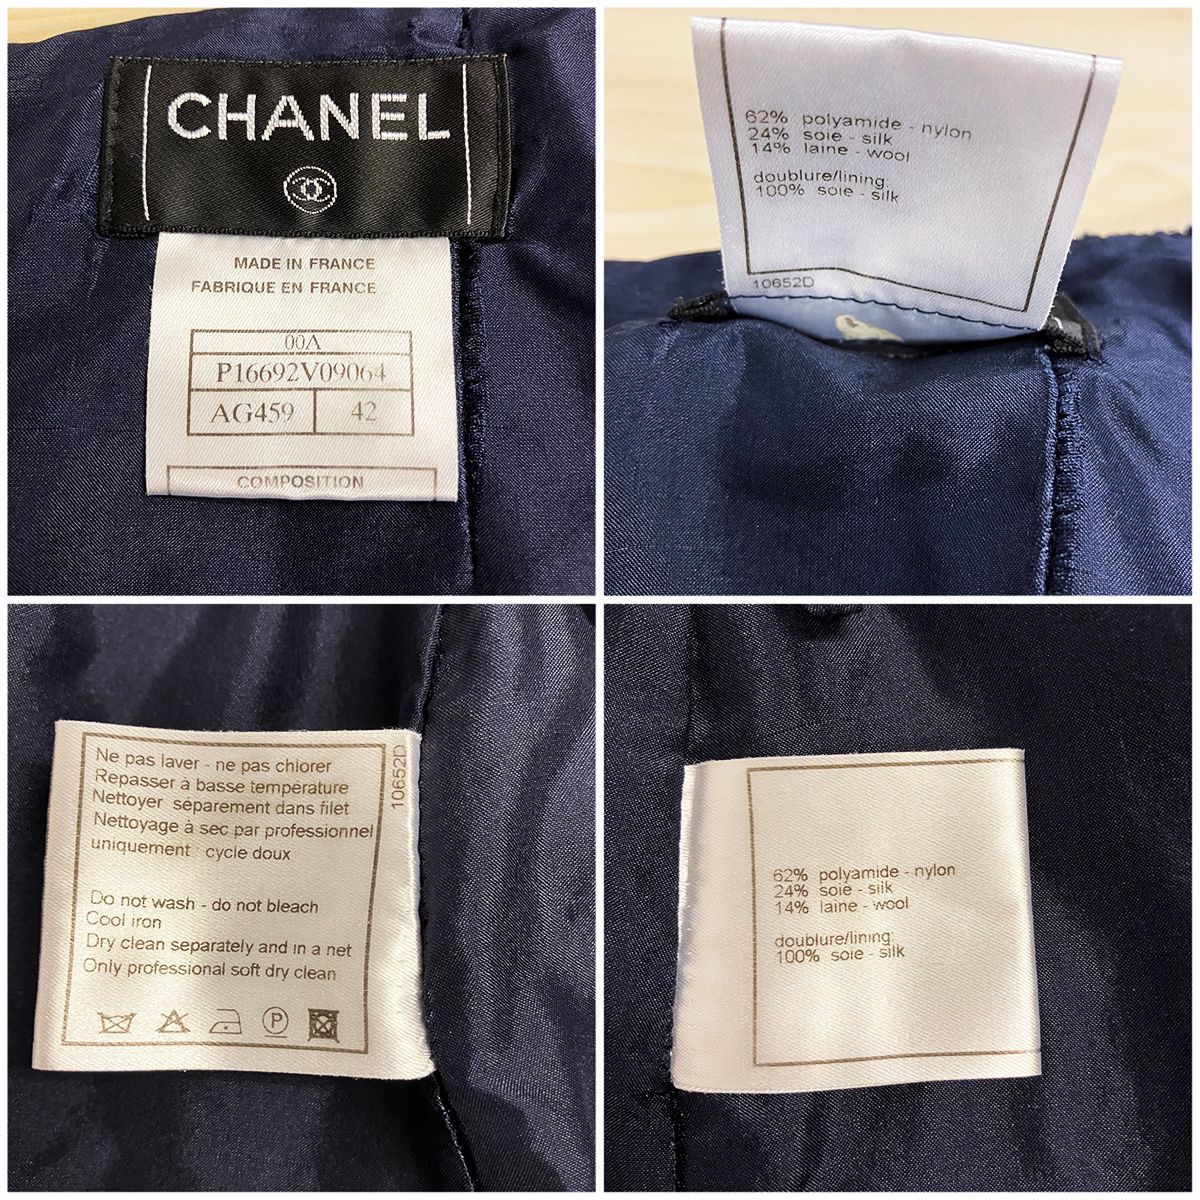 CHANEL
MADE IN FRANCE
FABRIQUE EN FRANCE
00A
P16692V09064
AG459 42
COMPOSITION
62% polyamide - nylon
24% soie - silk
14% laine - wool
doublure/lining:
100% soie - silk
10652D
Ne pas laver - ne pas chlorer
Repasser à basse température
Nettoyer séparement dans filet
Nettoyage à sec par professionnel
uniquement : cycle doux
Do not wash - do not bleach
Cool iron
Dry clean separately and in a net
Only professional soft dry clean
P
10652D
62% polyamide - nylon
24% soie - silk
14% laine - wool
doublure/lining:
100% soie - silk